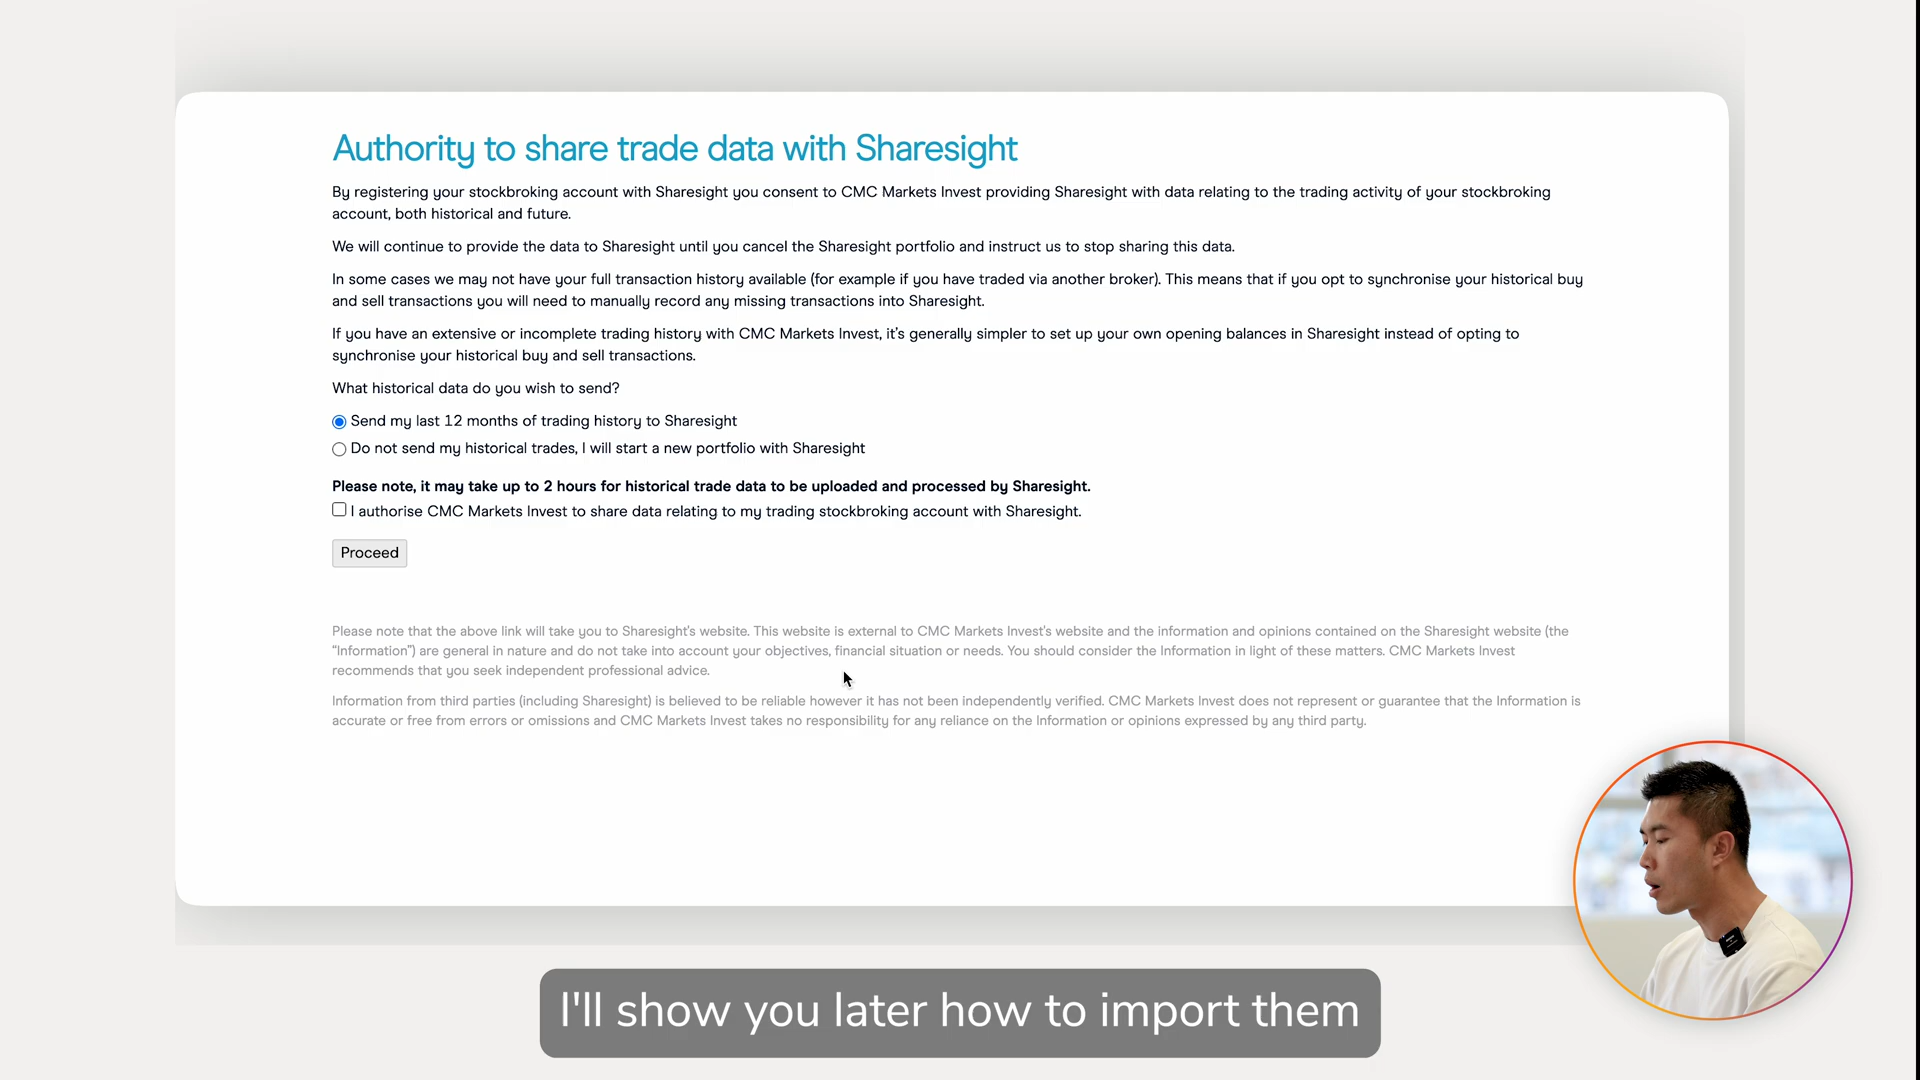 Authority to share trade data with Sharesight
By registering your stockbroking account with Sharesight you consent to CMC Markets Invest providing Sharesight with data relating to the trading activity of your stockbroking
account, both historical and future.
We will continue to provide the data to Sharesight until you cancel the Sharesight portfolio and instruct us to stop sharing this data.
In some cases we may not have your full transaction history available (for example if you have traded via another broker). This means that if you opt to synchronise your historical buy
and sell transactions you will need to manually record any missing transactions into Sharesight.
If you have an extensive or incomplete trading history with CMC Markets Invest, it’s generally simpler to set up your own opening balances in Sharesight instead of opting to
synchronise your historical buy and sell transactions.
What historical data do you wish to send?
Send my last 12 months of trading history to Sharesight
Do not send my historical trades, I will start a new portfolio with Sharesight
Please note, it may take up to 2 hours for historical trade data to be uploaded and processed by Sharesight.
I authorise CMC Markets Invest to share data relating to my trading stockbroking account with Sharesight.
Proceed
Please note that the above link will take you to Sharesight's website. This website is external to CMC Markets Invest's website and the information and opinions contained on the Sharesight website (the
“Information”) are general in nature and do not take into account your objectives, financial situation or needs. You should consider the Information in light of these matters. CMC Markets Invest
recommends that you seek independent professional advice.
Information from third parties (including Sharesight) is believed to be reliable however it has not been independently verified. CMC Markets Invest does not represent or guarantee that the Information is
accurate or free from errors or omissions and CMC Markets Invest takes no responsibility for any reliance on the Information or opinions expressed by any third party.
I'll show you later how to import them